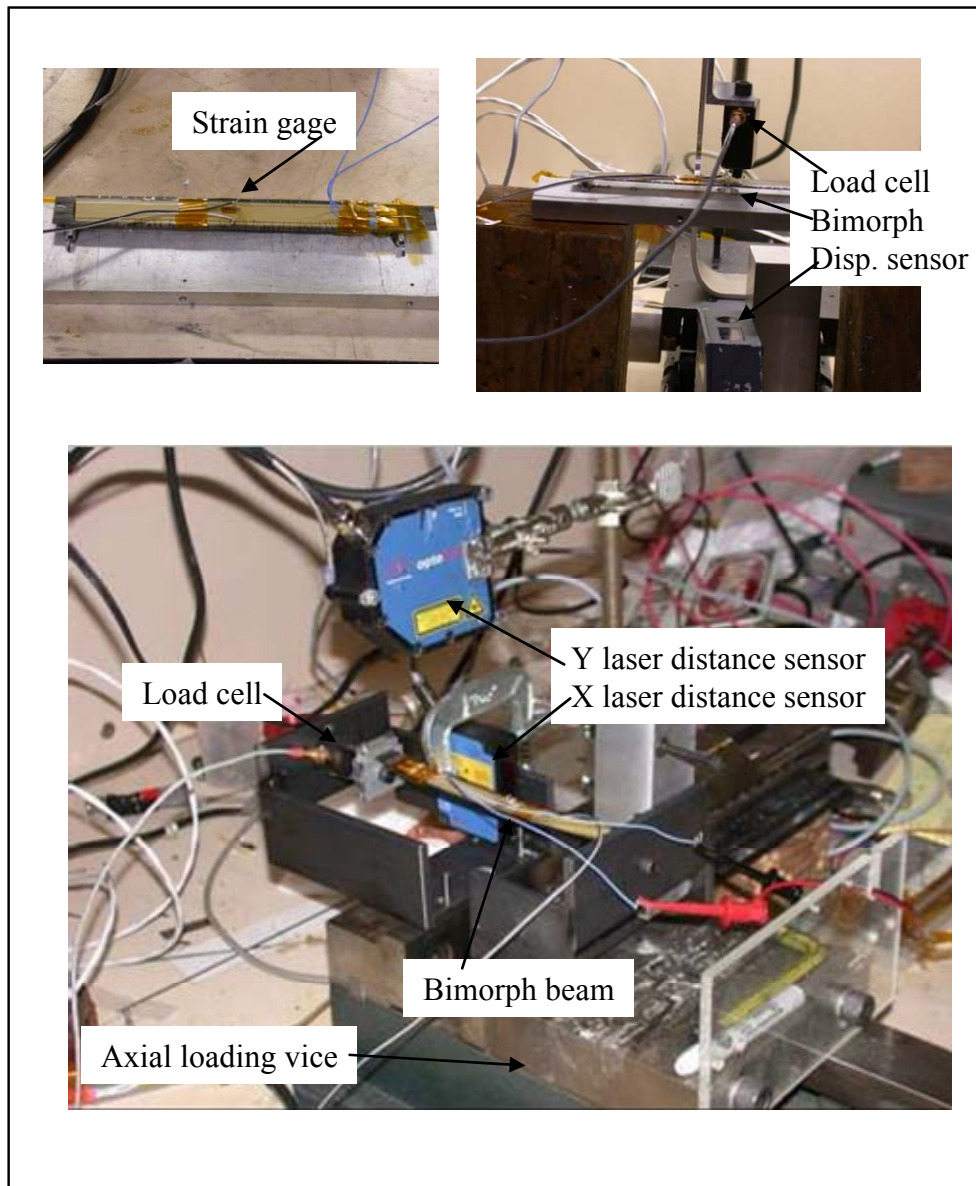 Strain gage
Load cell
Bimorph
Disp. sensor
Y laser distance sensor
X laser distance sensor
Load cell
Bimorph beam
Axial loading vice